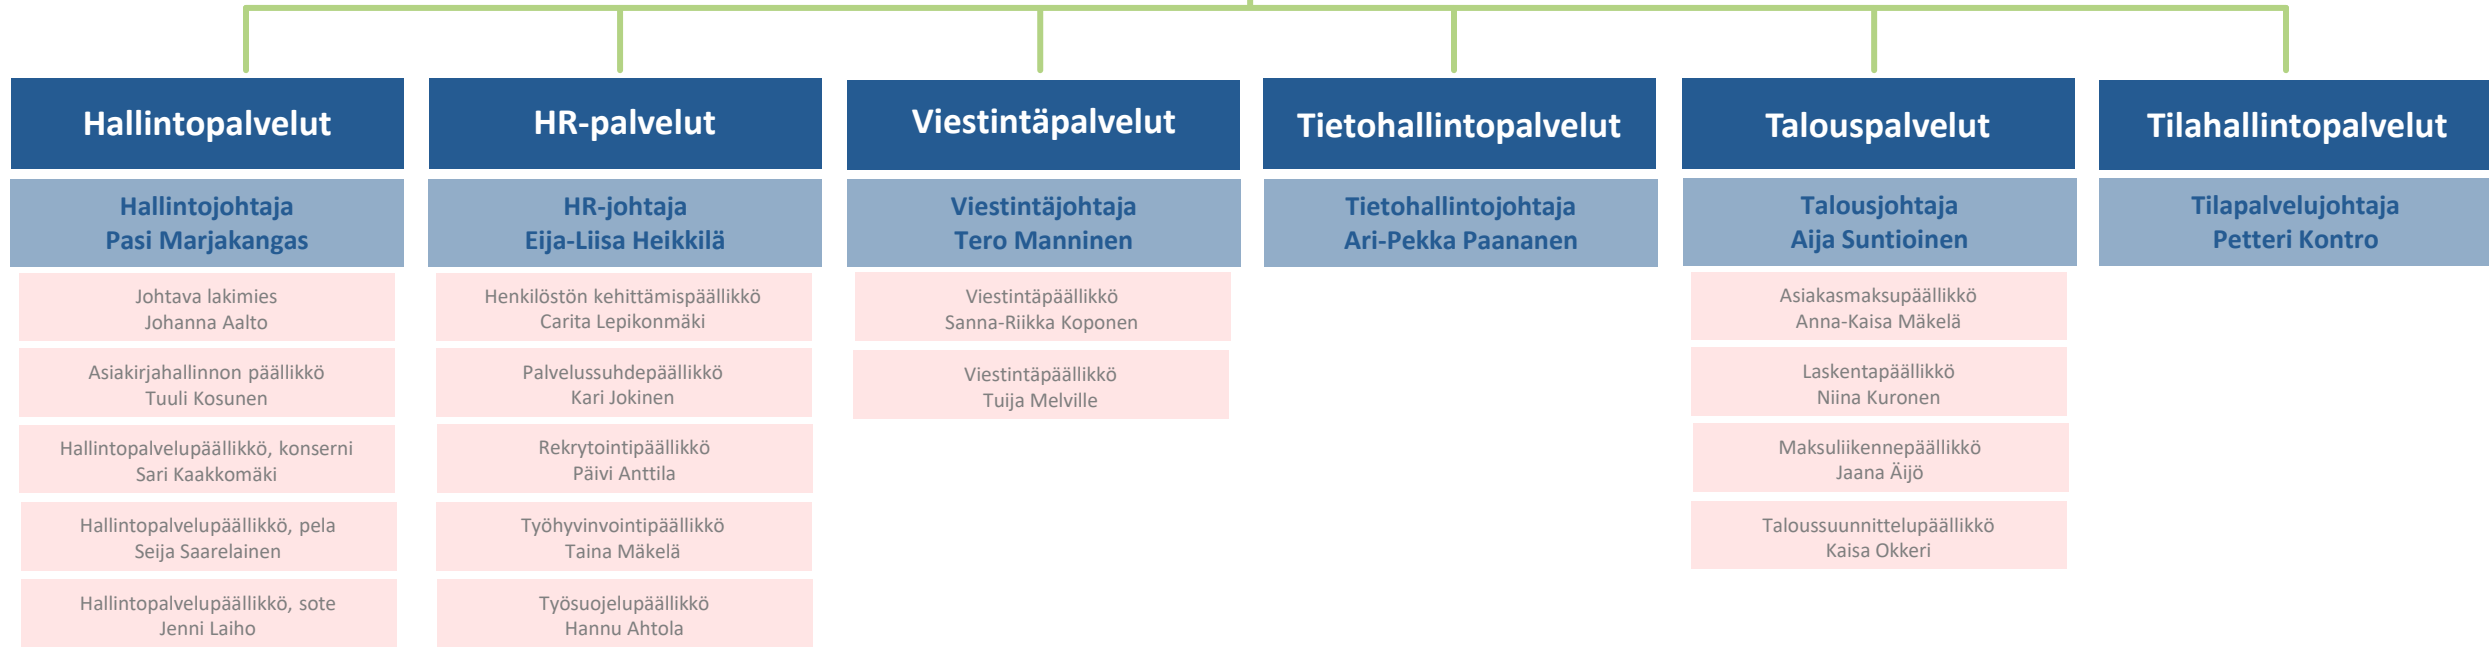 Hallintopalvelut
Hallintojohtaja
Pasi Marjakangas
Johtava lakimies
Johanna Aalto
Asiakirjahallinnon päällikkö
Tuuli Kosunen
Hallintopalvelupäällikkö, konserni
Sari Kaakkomäki
Hallintopalvelupäällikkö, pela
Seija Saarelainen
Hallintopalvelupäällikkö, sote
Jenni Laiho
HR-palvelut
HR-johtaja
Eija-Liisa Heikkilä
Henkilöstön kehittämispäällikkö
Carita Lepikonmäki
Palvelussuhdepäällikkö
Kari Jokinen
Rekrytointipäällikkö
Päivi Anttila
Työhyvinvointipäällikkö
Taina Mäkelä
Työsuojelupäällikkö
Hannu Ahtola
Viestintäpalvelut
Viestintäjohtaja
Tero Manninen
Viestintäpäällikkö
Sanna-Riikka Koponen
Viestintäpäällikkö
Tuija Melville
Tietohallintopalvelut
Tietohallintojohtaja
Ari-Pekka Paananen
Talouspalvelut
Talousjohtaja
Aija Suntioinen
Asiakasmaksupäällikkö
Anna-Kaisa Mäkelä
Laskentapäällikkö
Niina Kuronen
Maksuliikennepäällikkö
Jaana Äijö
Taloussuunnittelupäällikkö
Kaisa Okkeri
Tilahallintopalvelut
Tilapalvelujohtaja
Petteri Kontro